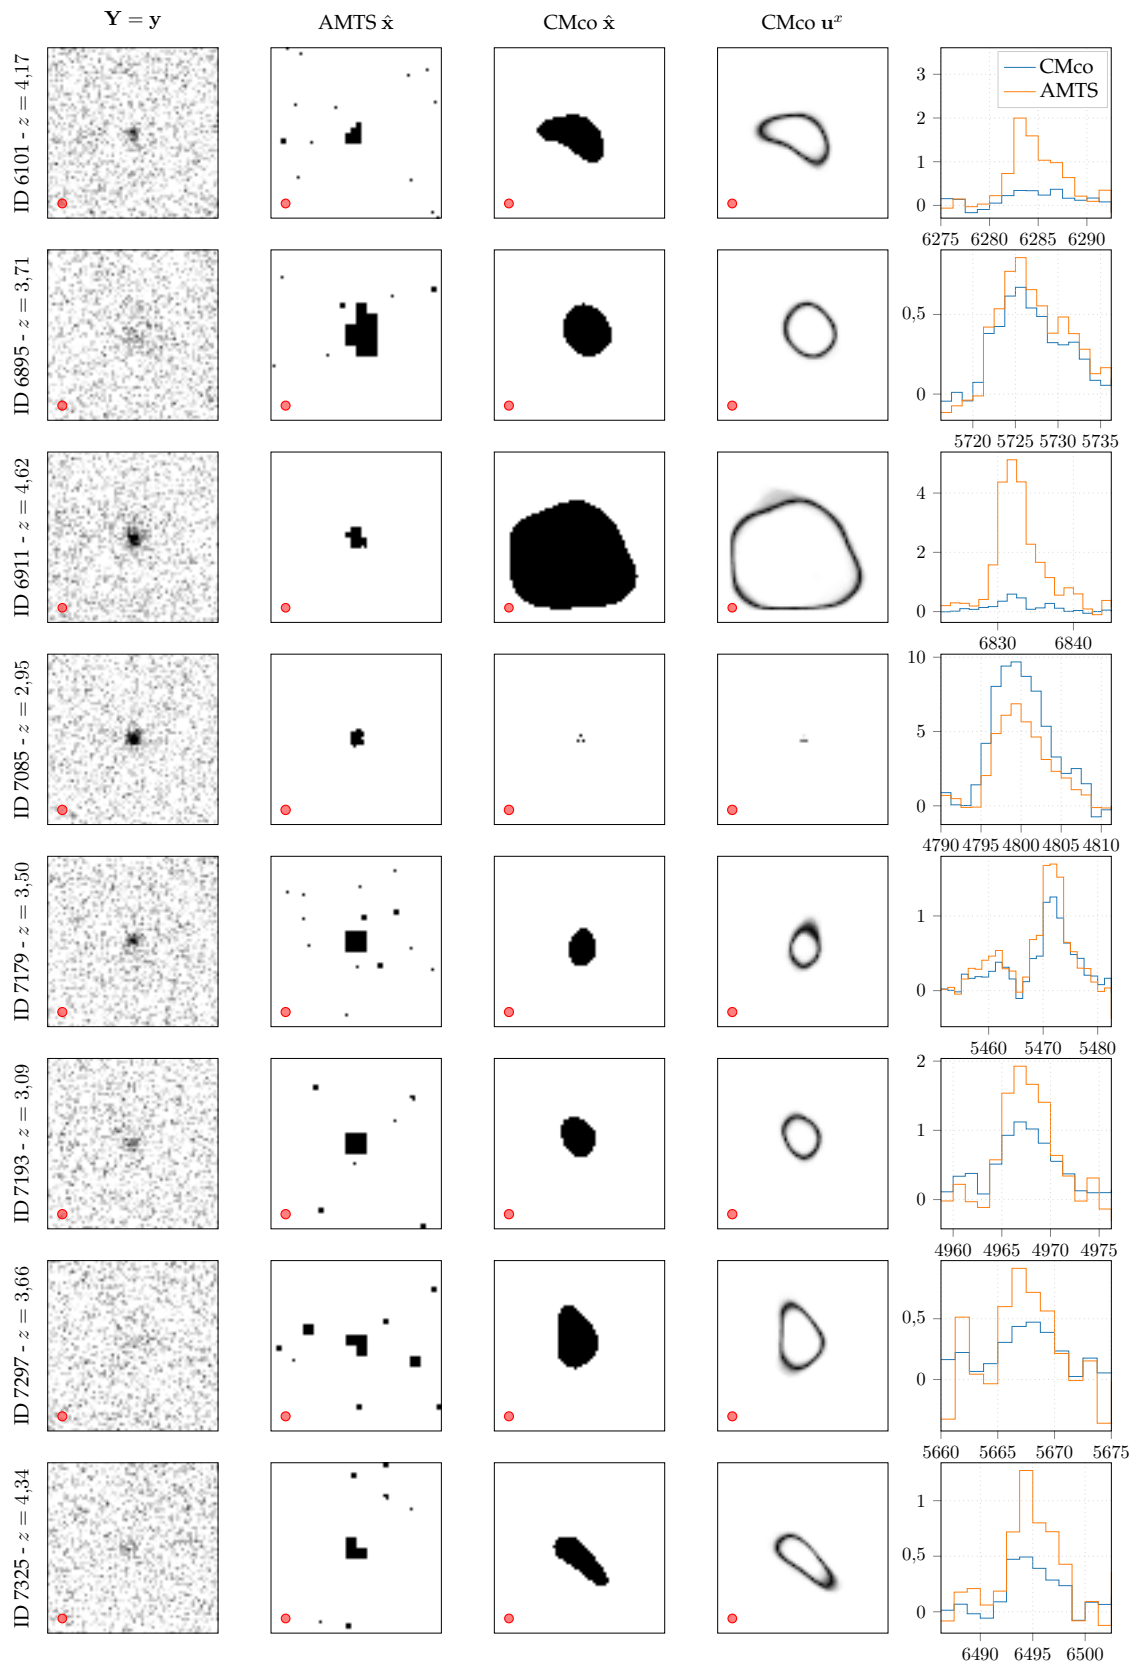 Y = y AMTS x̂ CMco x̂ CMco uˣ
ID 6101 - z = 4,17
CMco
AMTS
3
2
1
0
6275 6280 6285 6290
ID 6895 - z = 3,71
0,5
0
5720 5725 5730 5735
ID 6911 - z = 4,62
4
2
0
6830 6840
ID 7085 - z = 2,95
10
5
0
4790 4795 4800 4805 4810
ID 7179 - z = 3,50
1
0
5460 5470 5480
ID 7193 - z = 3,09
2
1
0
4960 4965 4970 4975
ID 7297 - z = 3,66
0,5
0
5660 5665 5670 5675
ID 7325 - z = 4,34
1
0,5
0
6490 6495 6500